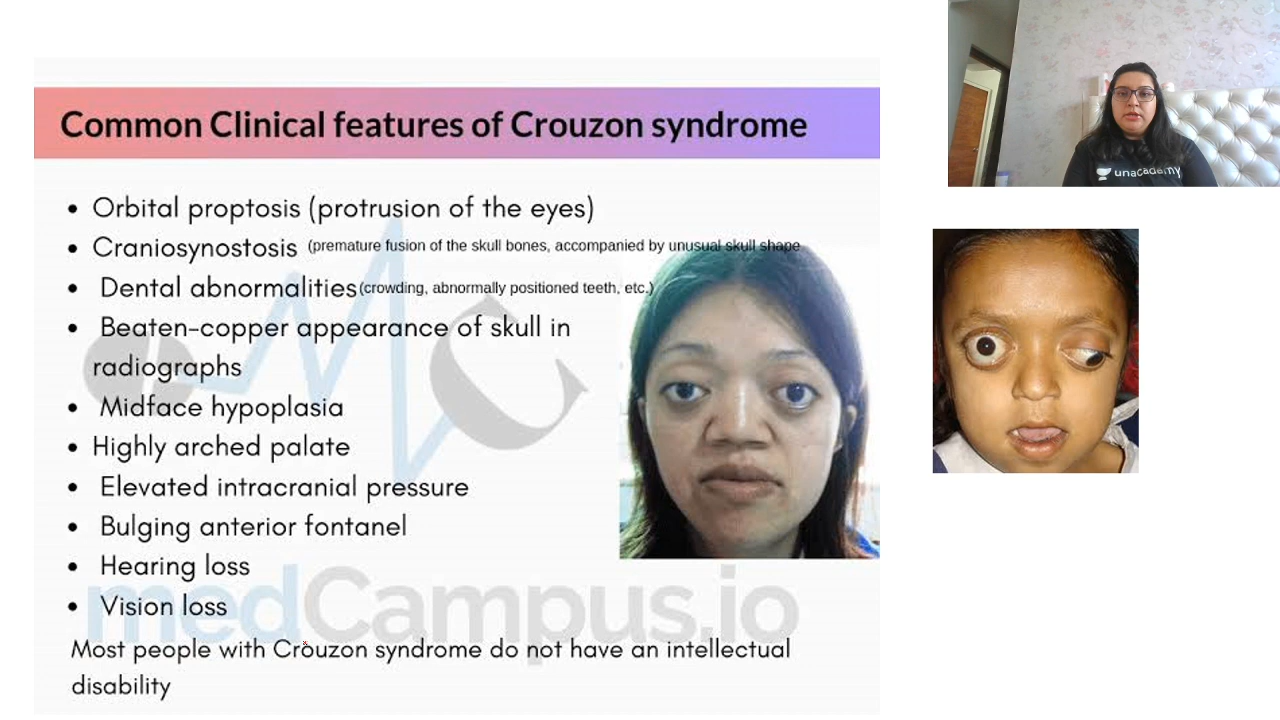 Common Clinical features of Crouzon syndrome
Orbital proptosis (protrusion of the eyes)
Craniosynostosis (premature fusion of the skull bones, accompanied by unusual skull shape
Dental abnormalities(crowding, abnormally positioned teeth, etc.)
Beaten-copper appearance of skull in
radiographs
Midface hypoplasia
Highly arched palate
Elevated intracranial pressure
Bulging anterior fontanel
Hearing loss
Vision loss
Most people with Crouzon syndrome do not have an intellectual
disability
medCampus.io
unacademy